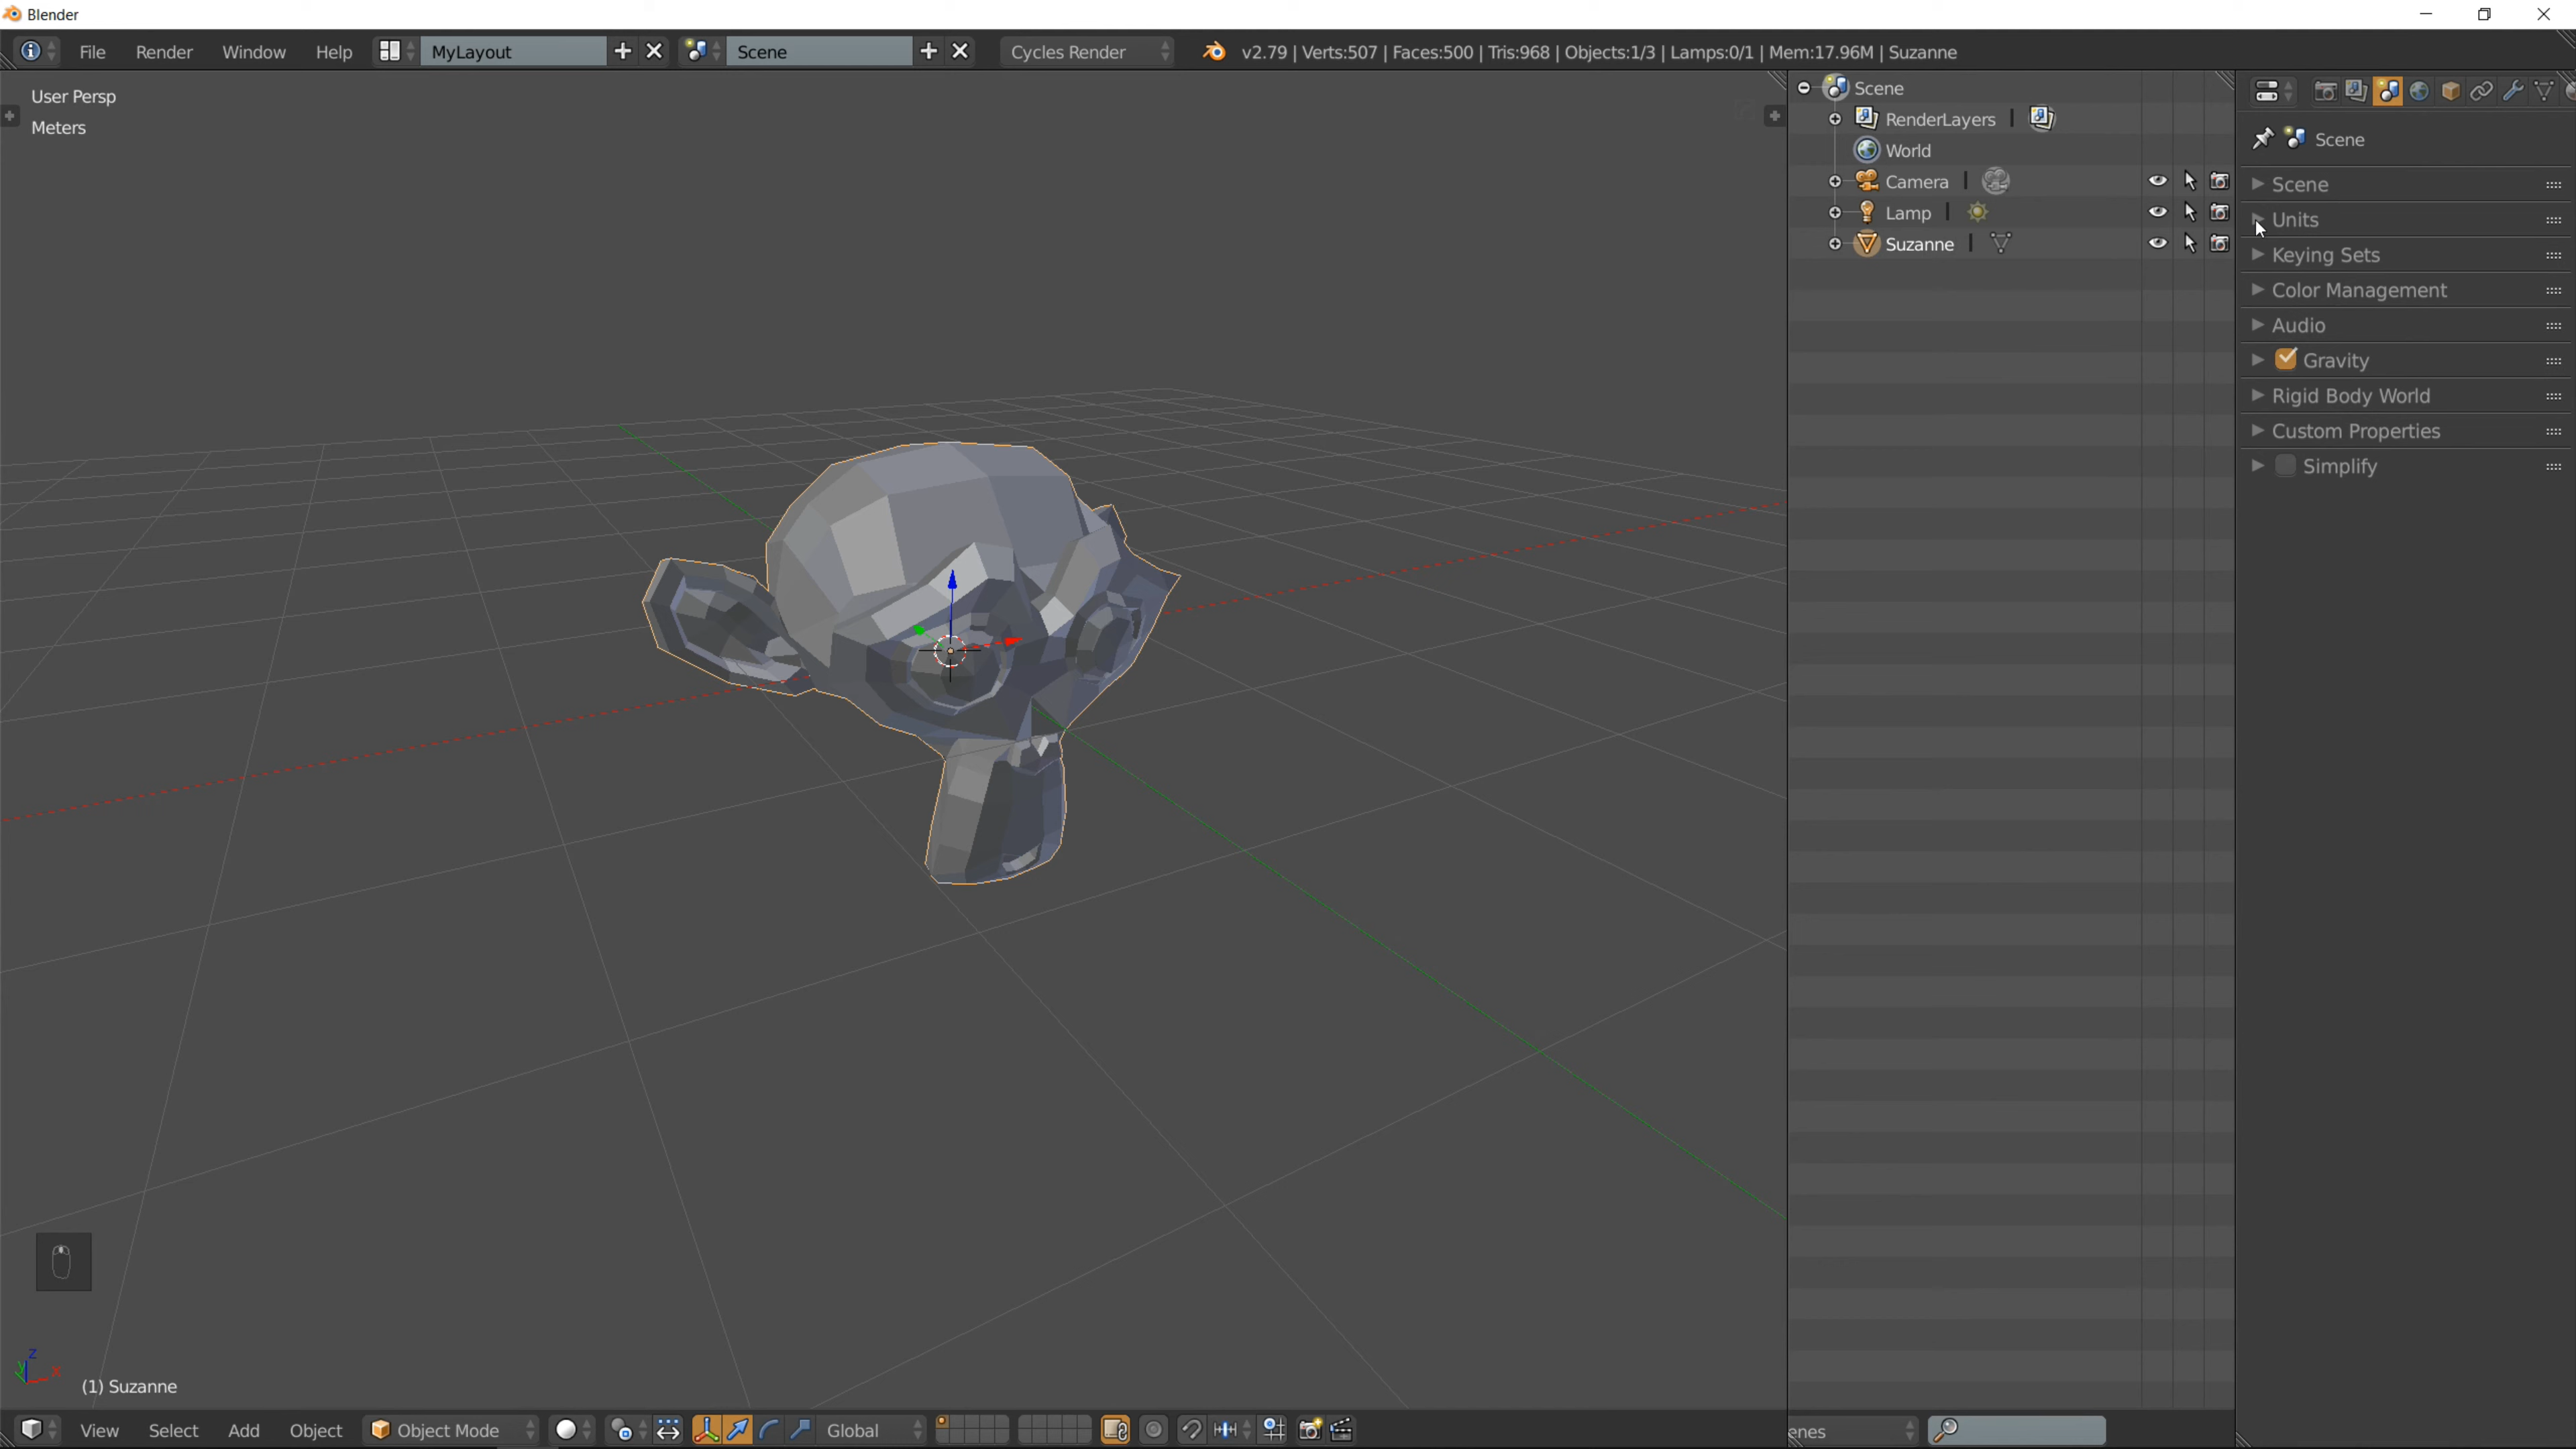 Blender
File Render Window Help MyLayout Scene Cycles Render v2.79 | Verts:507 | Faces:500 | Tris:968 | Objects:1/3 | Lamps:0/1 | Mem:17.96M | Suzanne
User Persp
Meters
Scene
RenderLayers
World
Camera
Lamp
Suzanne
Scene
Scene
Units
Keying Sets
Color Management
Audio
Gravity
Rigid Body World
Custom Properties
Simplify
z
y x
(1) Suzanne
View Select Add Object Object Mode Global
enes